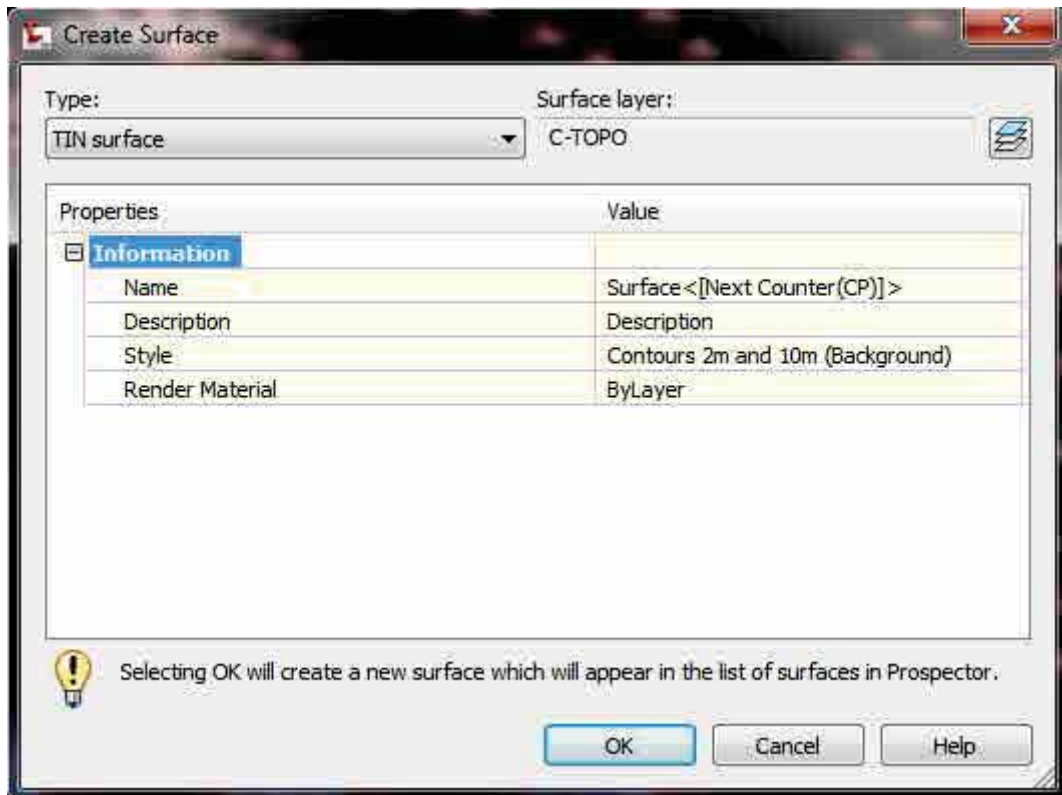 Create Surface
Type:
Surface layer:
TIN surface
C-TOPO
Properties
Value
Information
Name
Surface<[Next Counter(CP)]>
Description
Description
Style
Contours 2m and 10m (Background)
Render Material
ByLayer
Selecting OK will create a new surface which will appear in the list of surfaces in Prospector.
OK
Cancel
Help